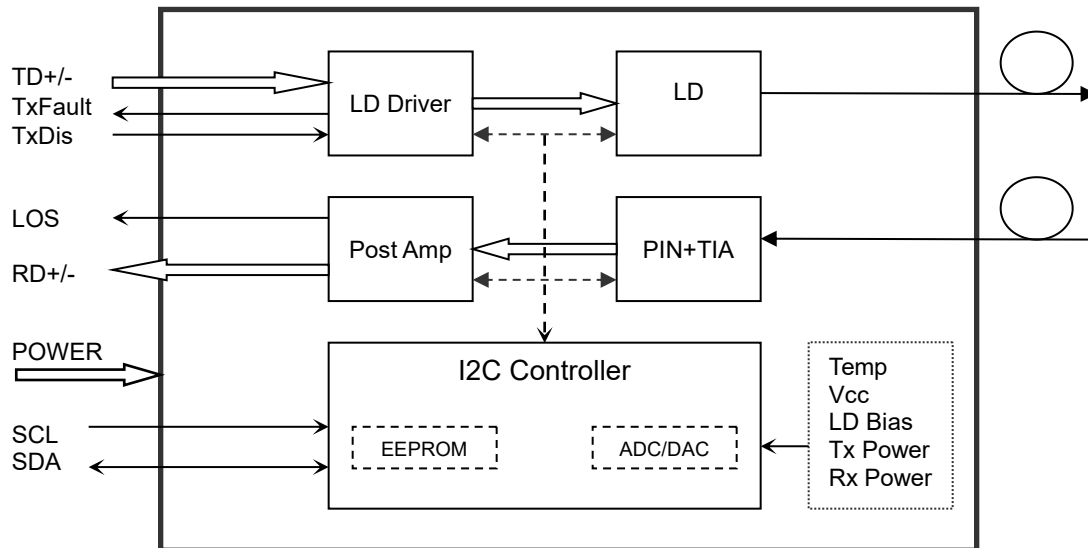 TD+/-
TxFault
TxDis
LD Driver
LD
LOS
RD+/-
Post Amp
PIN+TIA
POWER
SCL
SDA
I2C Controller
EEPROM
ADC/DAC
Temp
Vcc
LD Bias
Tx Power
Rx Power